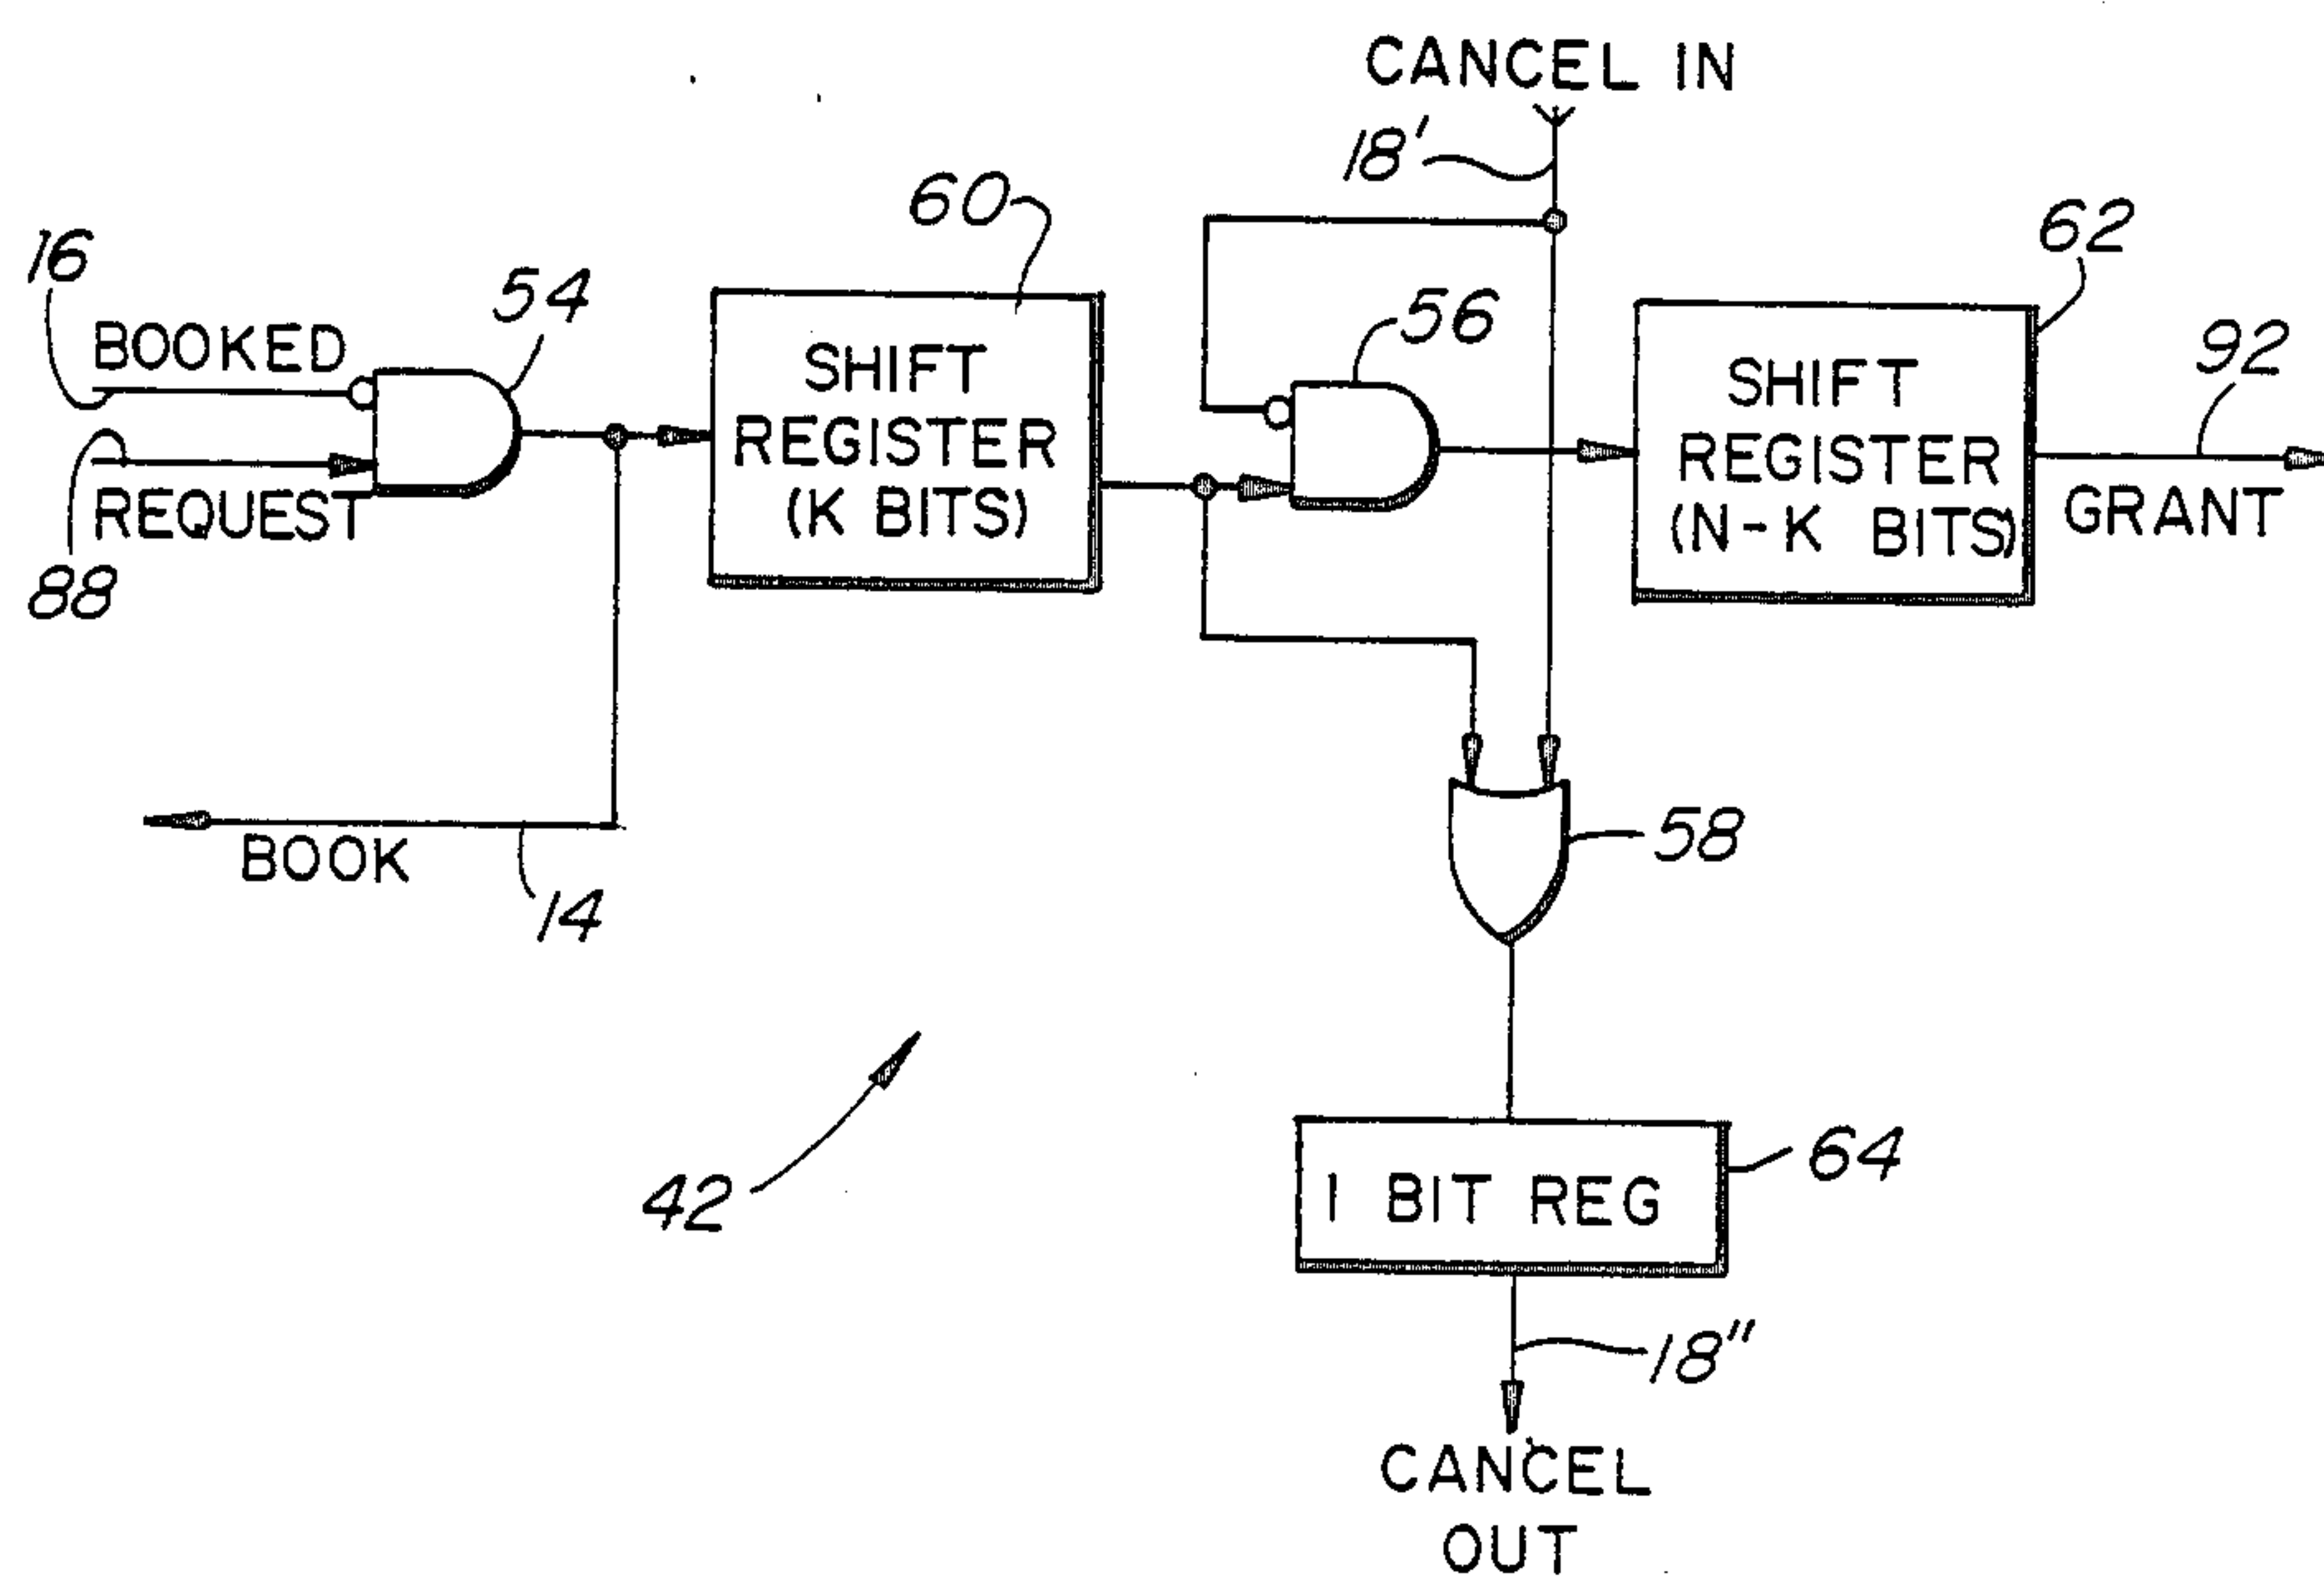 CANCEL IN
18'
60
62
16
54
56
92
BOOKED
SHIFT
REGISTER
(K BITS)
SHIFT
REGISTER
(N-K BITS)
REQUEST
GRANT
88
BOOK
58
14
42
1 BIT REG
64
18"
CANCEL
OUT